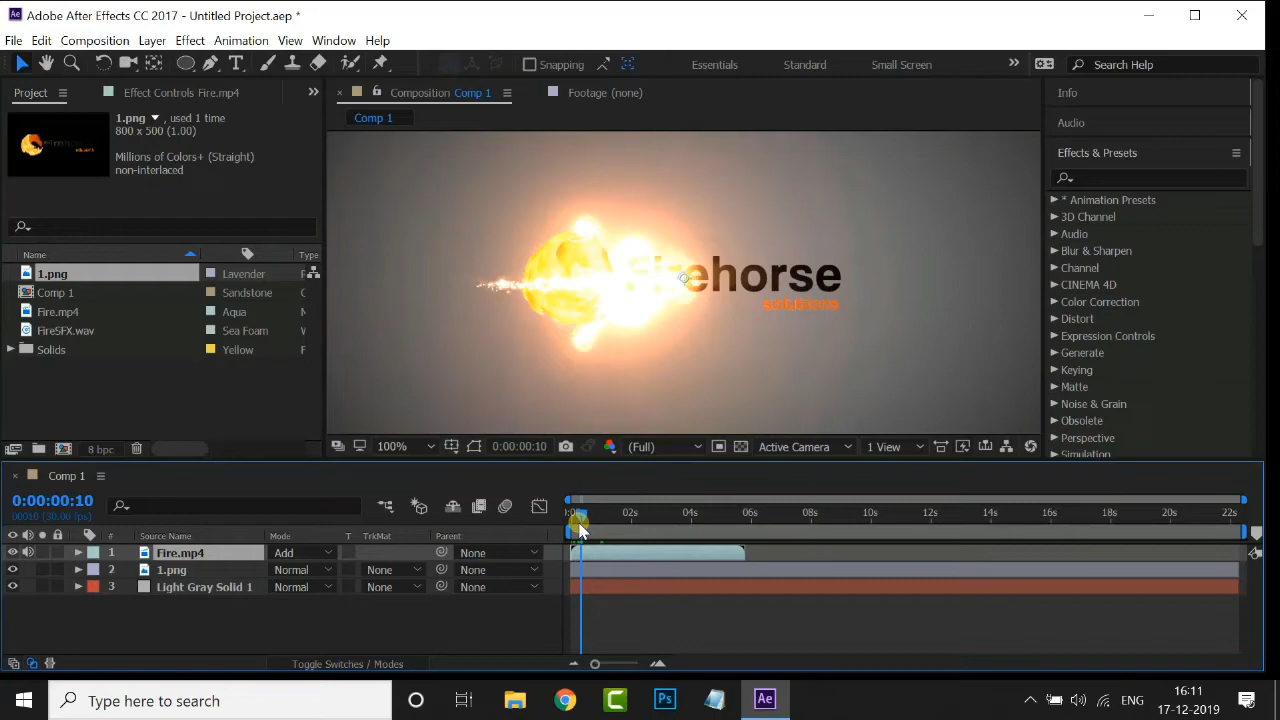 Adobe After Effects CC 2017 - Untitled Project.aep *
File Edit Composition Layer Effect Animation View Window Help
Snapping Essentials Standard Small Screen Search Help
Project Effect Controls Fire.mp4 Composition Comp 1 Footage (none) Info
1.png , used 1 time
800 x 500 (1.00)
Millions of Colors+ (Straight)
non-interlaced
Comp 1
Audio
Effects & Presets
Name Type
1.png Lavender
Comp 1 Sandstone C
Fire.mp4 Aqua
FireSFX.wav Sea Foam
Solids Yellow F
8 bpc
firehorse
solutions
* Animation Presets
3D Channel
Audio
Blur & Sharpen
Channel
CINEMA 4D
Color Correction
Distort
Expression Controls
Generate
Keying
Matte
Noise & Grain
Obsolete
Perspective
Simulation
100% 0:00:00:10 (Full) Active Camera 1 View
Comp 1
0:00:00:10
00010 (30.00 fps)
02s 04s 06s 08s 10s 12s 14s 16s 18s 20s 22s
# Source Name Mode T TrkMat Parent
1 Fire.mp4 Add None
2 1.png Normal None None
3 Light Gray Solid 1 Normal None None
Toggle Switches / Modes
Type here to search Ps Ae ENG 16:11
17-12-2019